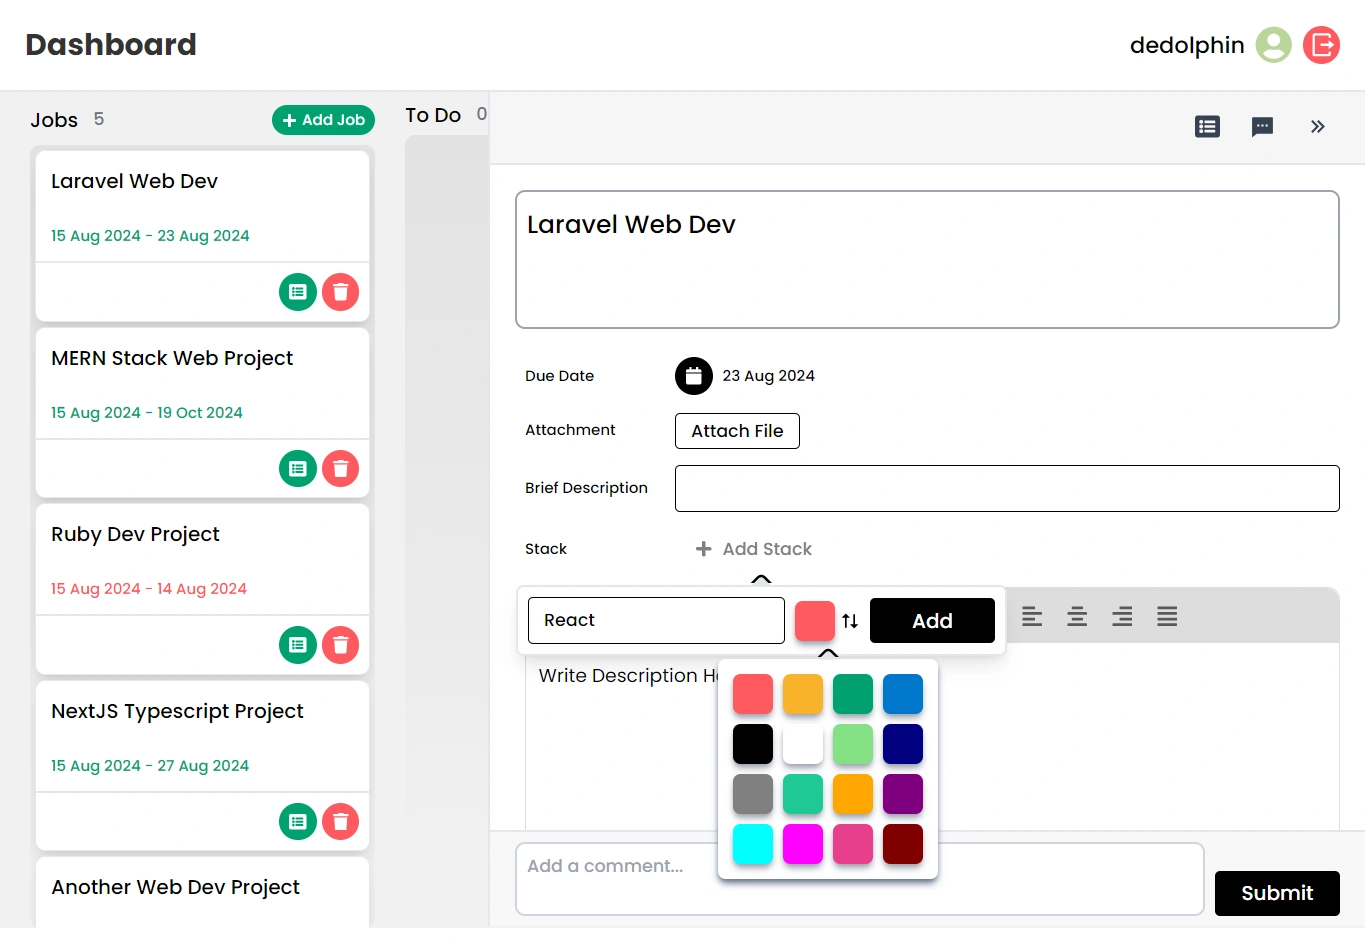 Dashboard
dedolphin
Jobs 5
Add Job
To Do 0
Laravel Web Dev
15 Aug 2024 - 23 Aug 2024
MERN Stack Web Project
15 Aug 2024 - 19 Oct 2024
Ruby Dev Project
15 Aug 2024 - 14 Aug 2024
NextJS Typescript Project
15 Aug 2024 - 27 Aug 2024
Another Web Dev Project
Laravel Web Dev
Due Date 23 Aug 2024
Attachment Attach File
Brief Description
Stack Add Stack
React Add
Write Description
Add a comment...
Submit